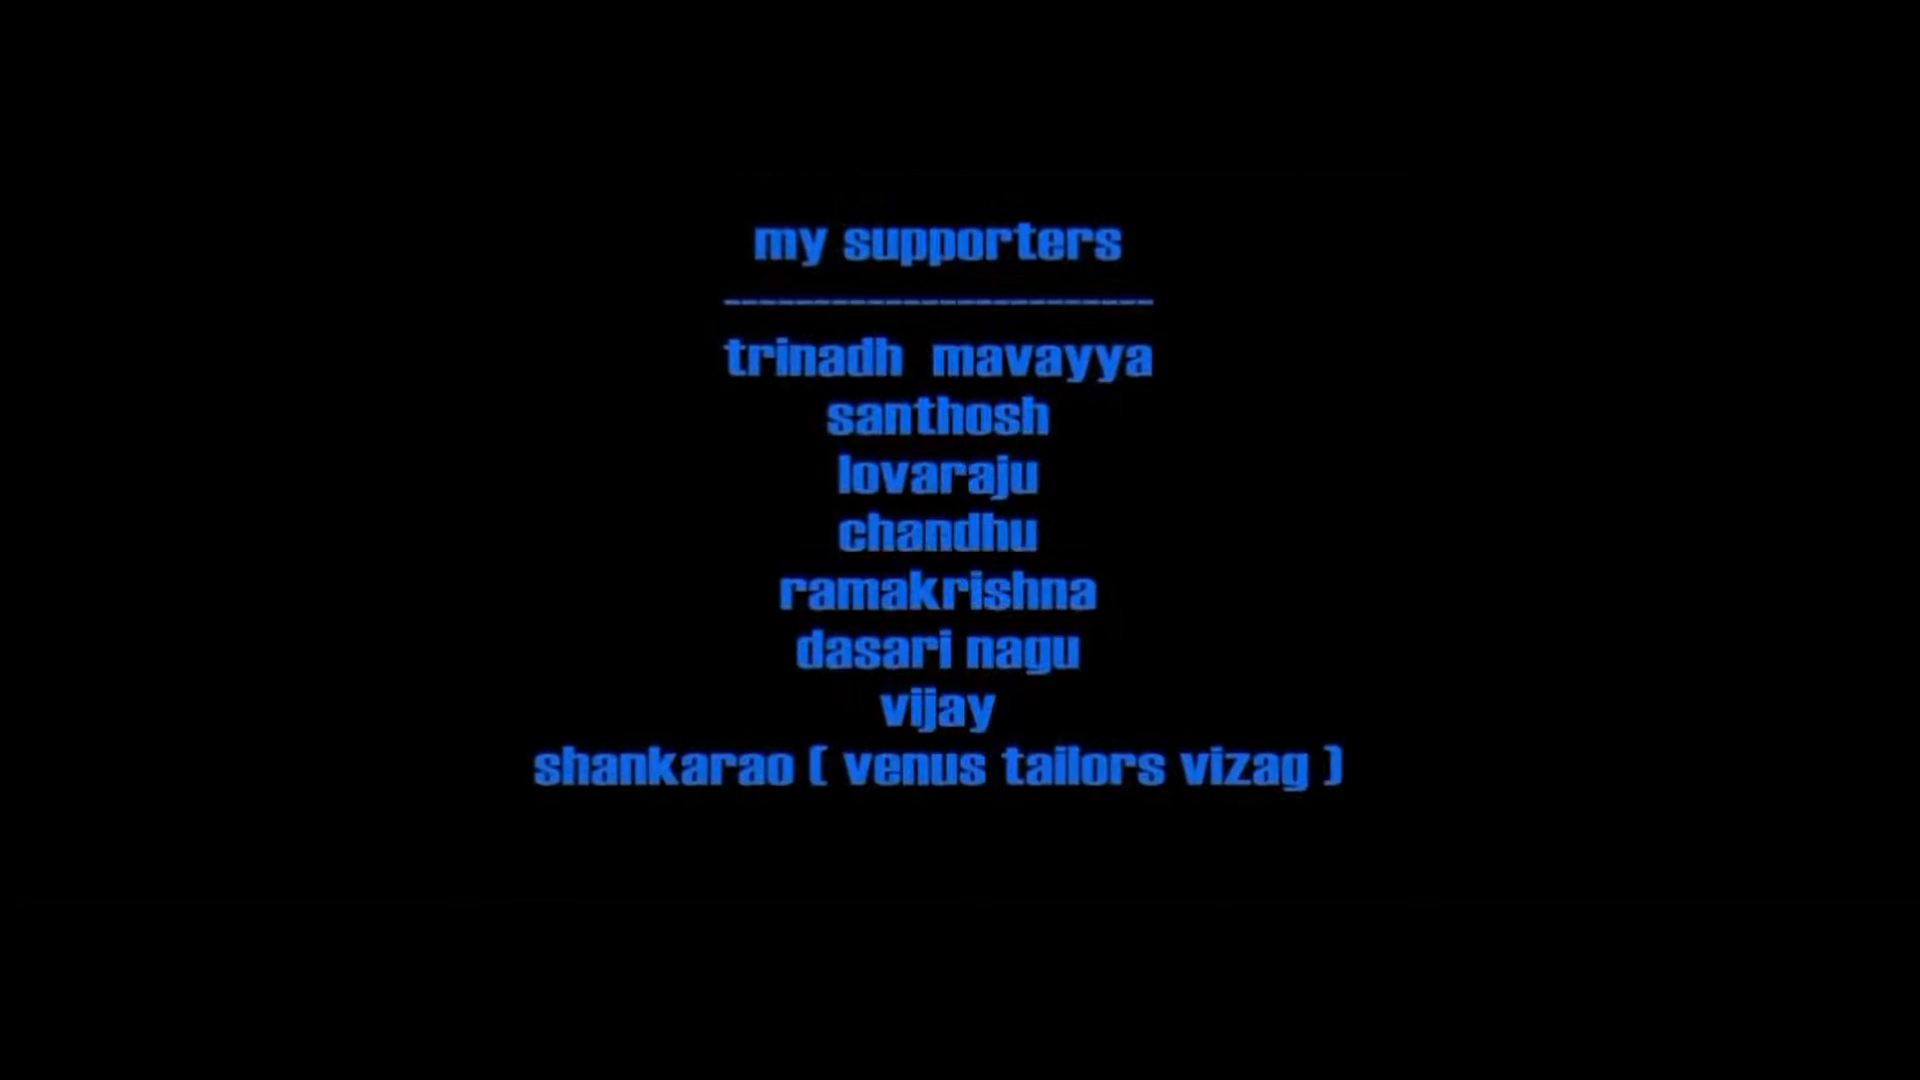 my supporters
------------------------
trinadh  mavayya
santhosh
lovaraju
chandhu
ramakrishna
dasari nagu
vijay
shankarao ( venus tailors vizag )